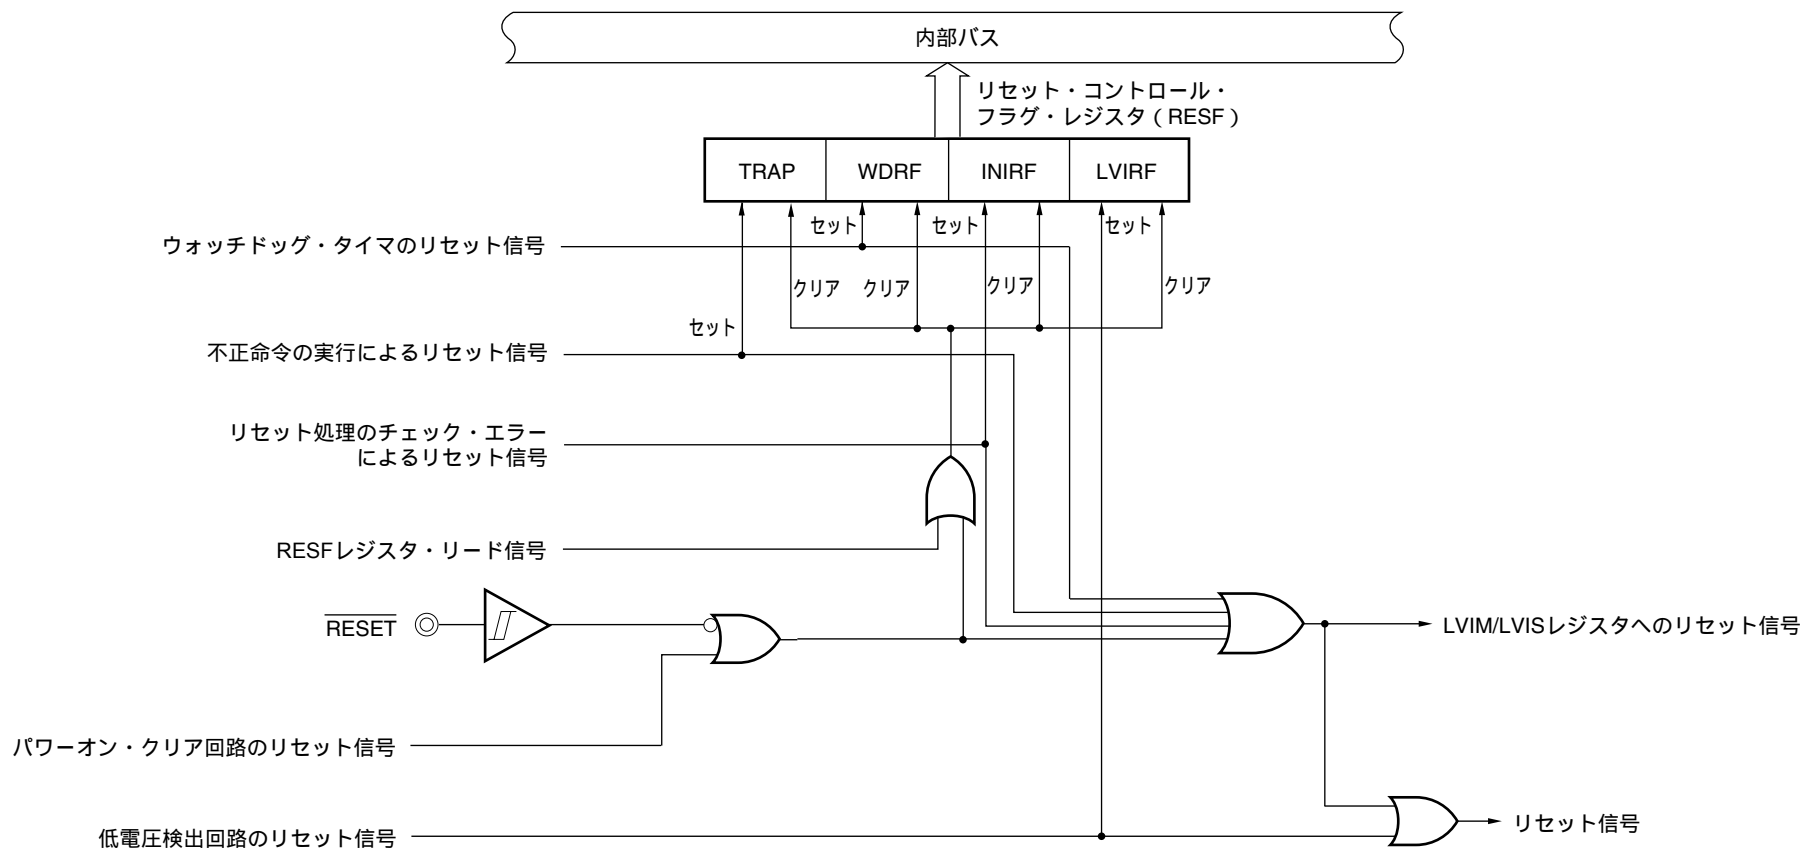 内部バス
リセット・コントロール・
フラグ・レジスタ（RESF）
TRAP
WDRF
INIRF
LVIRF
セット
セット
セット
ウォッチドッグ・タイマのリセット信号
クリア
クリア
クリア
クリア
セット
不正命令の実行によるリセット信号
リセット処理のチェック・エラー
によるリセット信号
RESFレジスタ・リード信号
RESET
LVIM/LVISレジスタへのリセット信号
パワーオン・クリア回路のリセット信号
低電圧検出回路のリセット信号
リセット信号